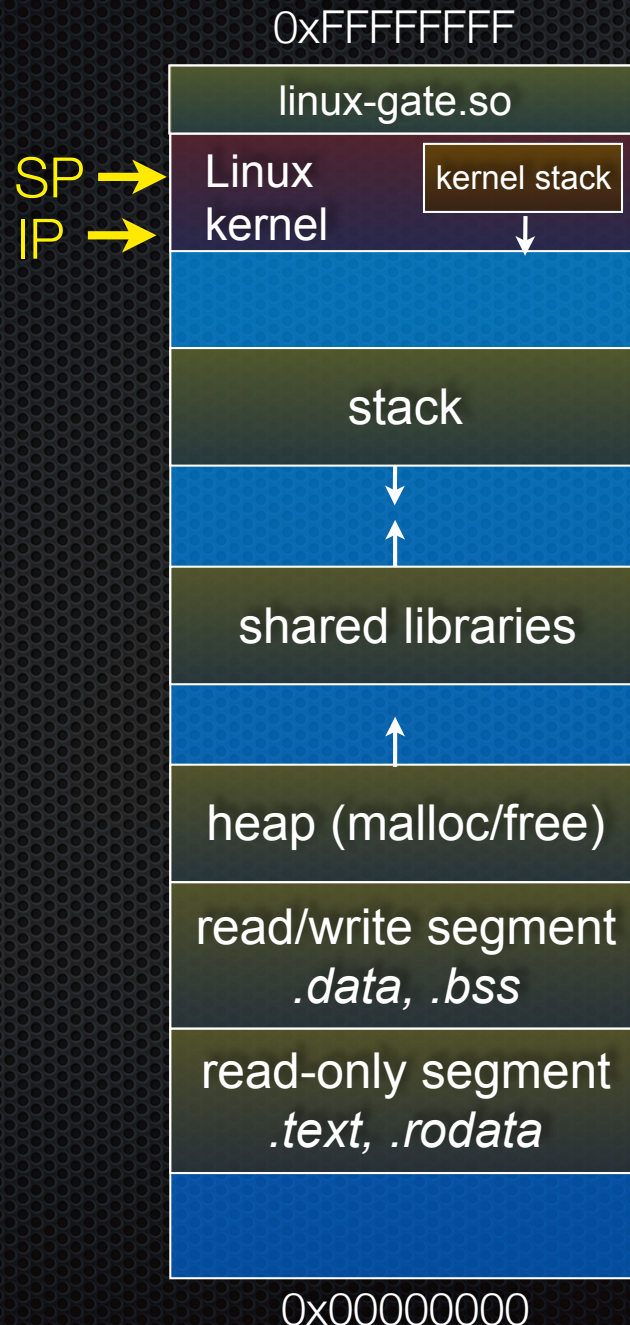 0xFFFFFFFF
linux-gate.so
SP
Linux
kernel stack
IP
kernel
stack
shared libraries
heap (malloc/free)
read/write segment
.data, .bss
read-only segment
.text, .rodata
0x00000000